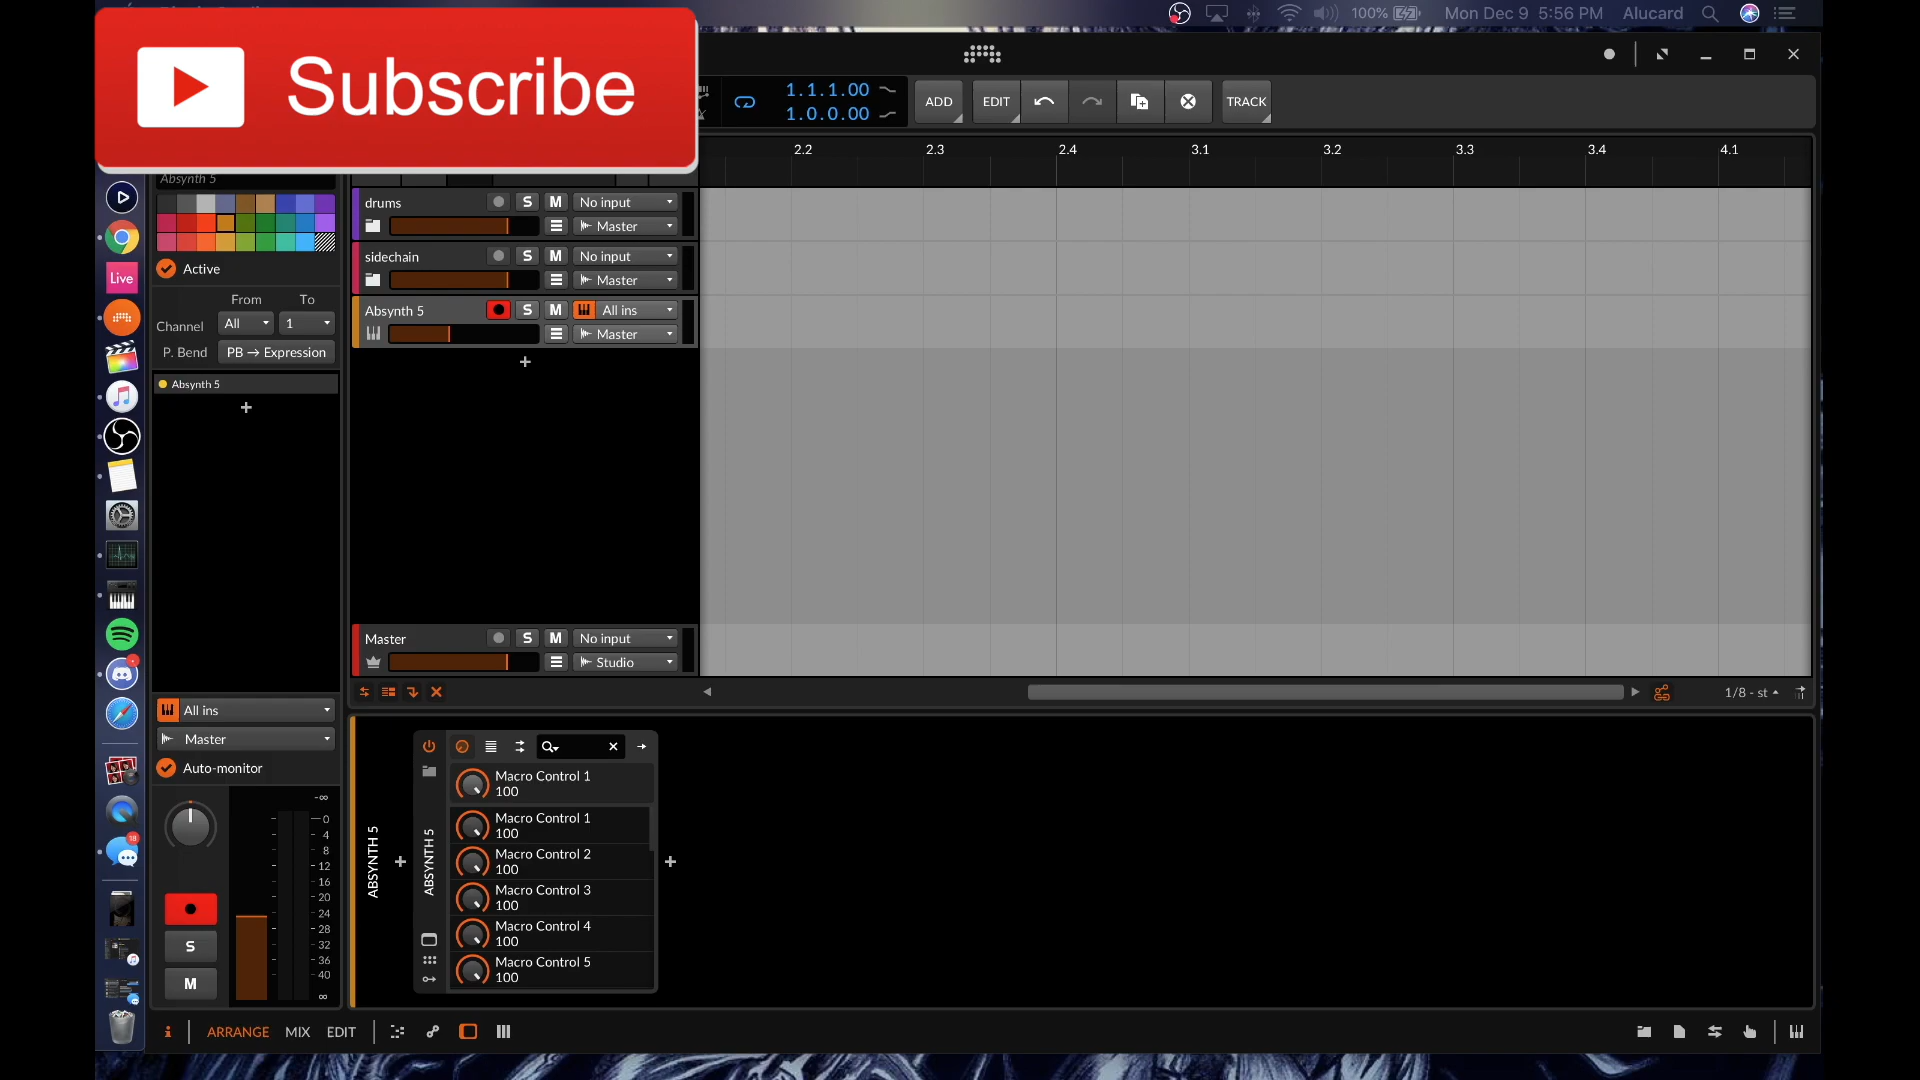 100% Mon Dec 9 5:56 PM Alucard
Subscribe
1.1.1.00
1.0.0.00
ADD EDIT TRACK
2.2 2.3 2.4 3.1 3.2 3.3 3.4 4.1
Absynth 5
drums S M No input
Master
sidechain S M No input
Master
Absynth 5 S M All ins
Master
Live
Active
From To
Channel All 1
P. Bend PB → Expression
Absynth 5
+
+
Master S M No input
Studio
1/8 - st
All ins
Master
Auto-monitor
-∞
0
4
8
12
16
20
24
28
32
36
40
∞
S
M
ABSYNTH 5
+
ABSYNTH 5
Macro Control 1
100
Macro Control 1
100
Macro Control 2
100
Macro Control 3
100
Macro Control 4
100
Macro Control 5
100
+
18
i ARRANGE MIX EDIT